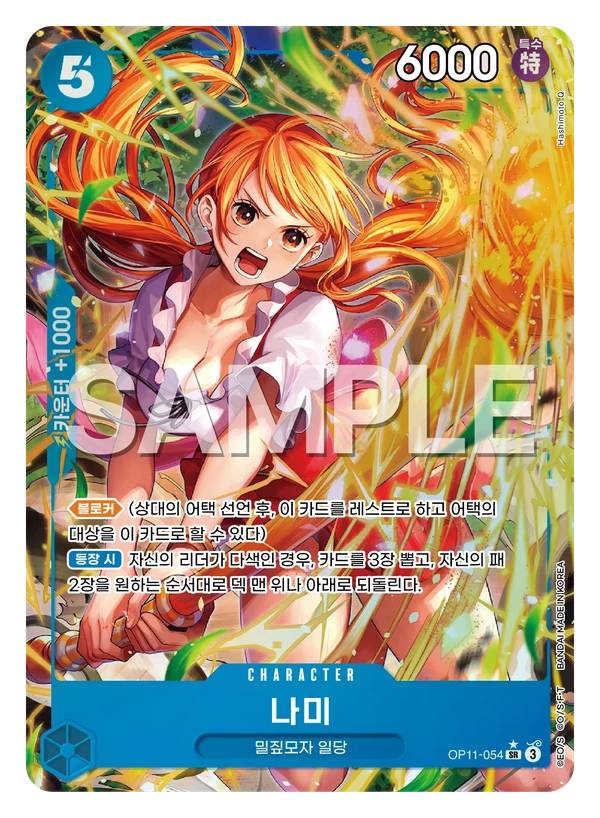 5
6000
특수
特
Hashimoto Q
카운터 +1000
SAMPLE
블로커 (상대의 어택 선언 후, 이 카드를 레스트로 하고 어택의
대상을 이 카드로 할 수 있다)
등장 시 자신의 리더가 다색인 경우, 카드를 3장 뽑고, 자신의 패
2장을 원하는 순서대로 덱 맨 위나 아래로 되돌린다.
CHARACTER
나미
밀짚모자 일당
OP11-054 ★ SR 3
©EO/S ©O/S·F·T BANDAI MADE IN KOREA